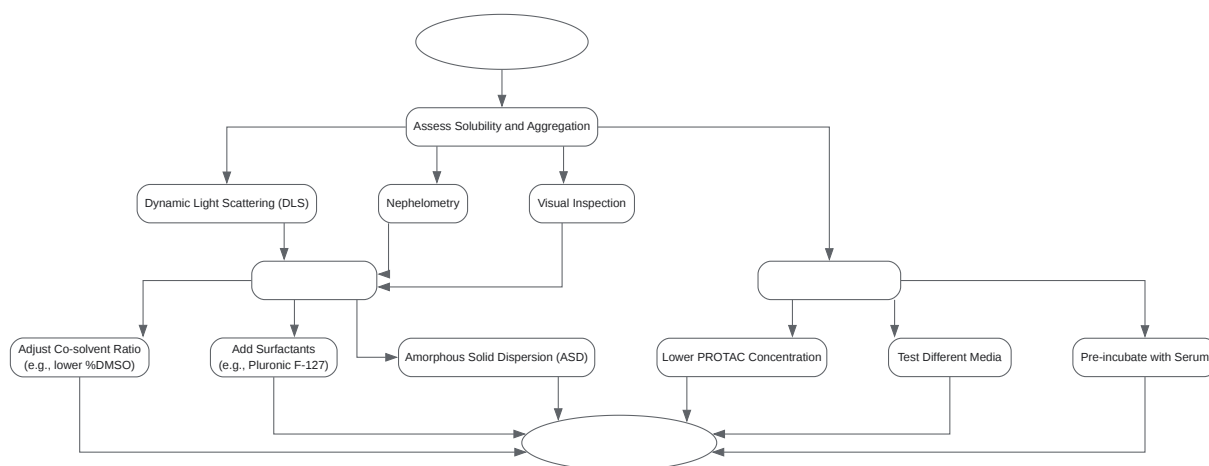 Assess Solubility and Aggregation
Dynamic Light Scattering (DLS)
Nephelometry
Visual Inspection
Adjust Co-solvent Ratio
(e.g., lower %DMSO)
Add Surfactants
(e.g., Pluronic F-127)
Amorphous Solid Dispersion (ASD)
Lower PROTAC Concentration
Test Different Media
Pre-incubate with Serum